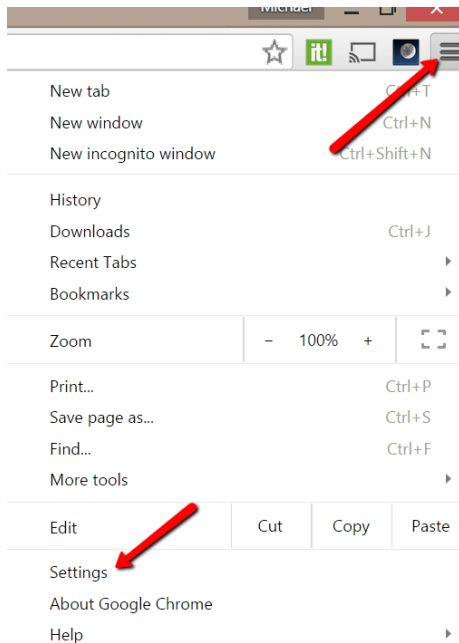 Michael
it!
New tab Ctrl+T
New window Ctrl+N
New incognito window Ctrl+Shift+N
History
Downloads Ctrl+J
Recent Tabs
Bookmarks
Zoom - 100% +
Print... Ctrl+P
Save page as... Ctrl+S
Find... Ctrl+F
More tools
Edit Cut Copy Paste
Settings
About Google Chrome
Help